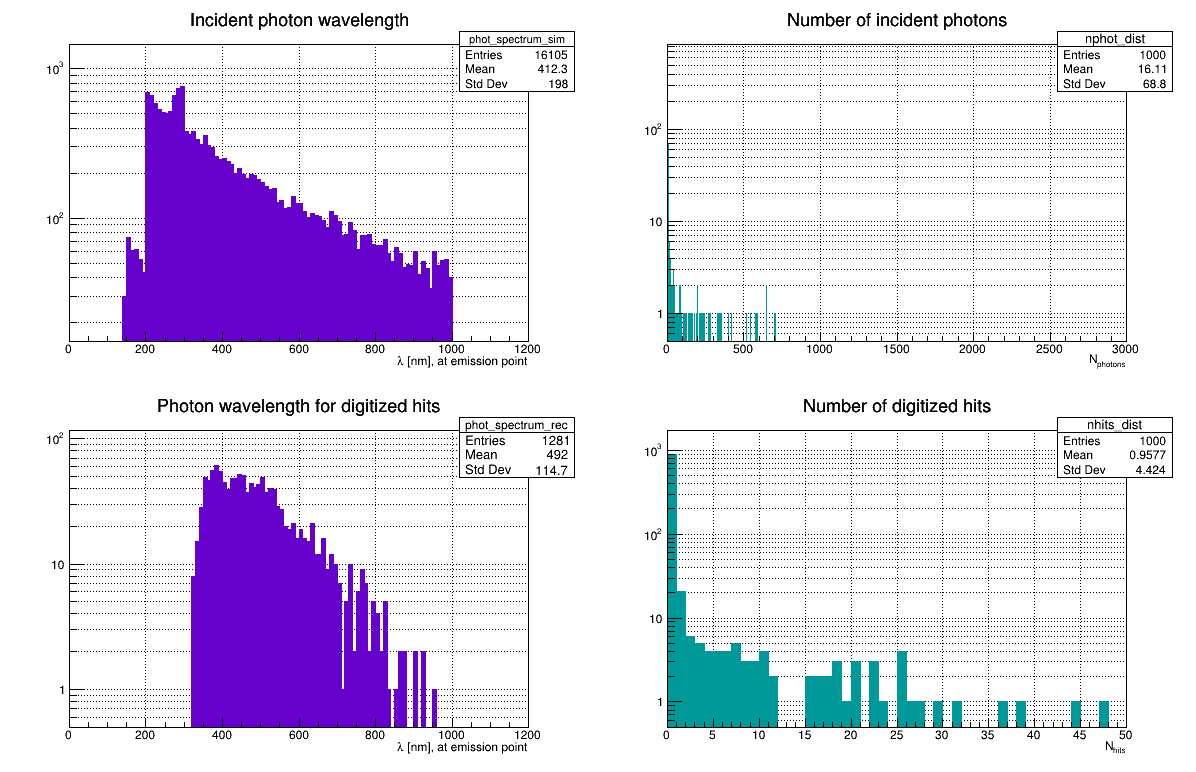 Incident photon wavelength
phot_spectrum_sim
Entries 16105
Mean 412.3
Std Dev 198
10³
10²
0 200 400 600 800 1000 1200
λ [nm], at emission point
Number of incident photons
nphot_dist
Entries 1000
Mean 16.11
Std Dev 68.8
10²
10
1
0 500 1000 1500 2000 2500 3000
Nphotons
Photon wavelength for digitized hits
phot_spectrum_rec
Entries 1281
Mean 492
Std Dev 114.7
10²
10
1
0 200 400 600 800 1000 1200
λ [nm], at emission point
Number of digitized hits
nhits_dist
Entries 1000
Mean 0.9577
Std Dev 4.424
10³
10²
10
1
0 5 10 15 20 25 30 35 40 45 50
Nhits